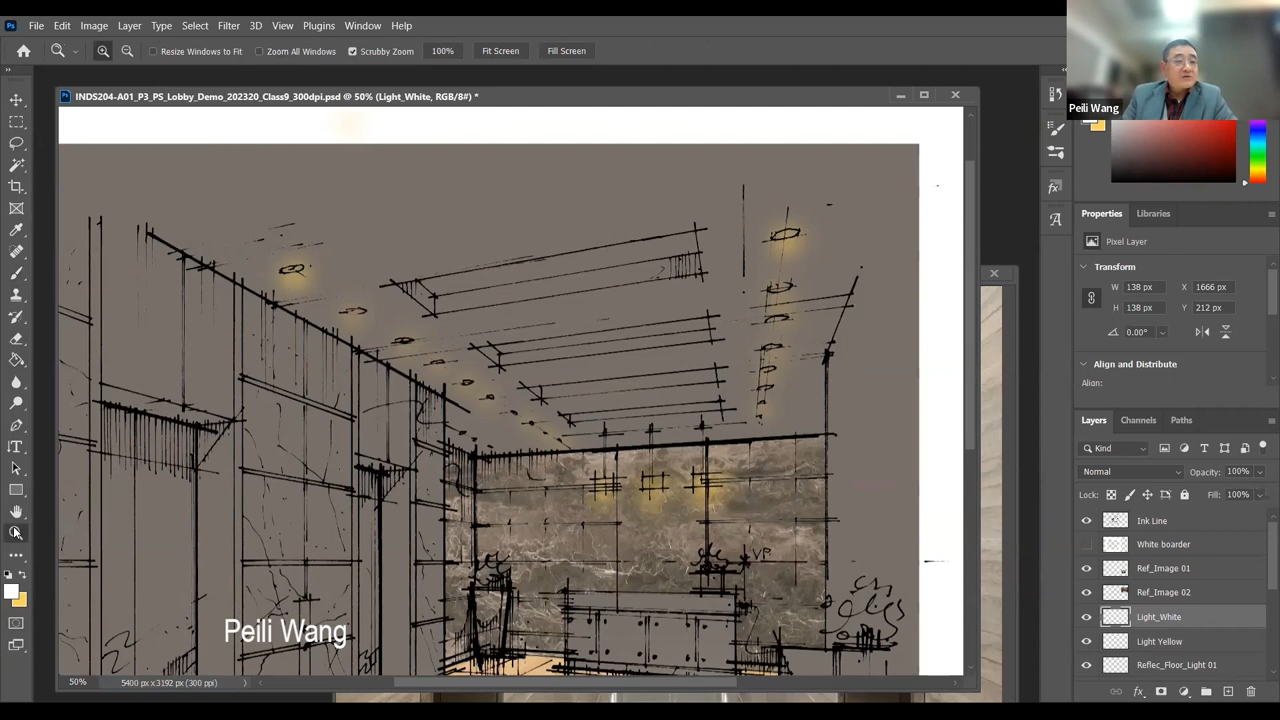 Ps File Edit Image Layer Type Select Filter 3D View Plugins Window Help
Resize Windows to Fit Zoom All Windows Scrubby Zoom 100% Fit Screen Fill Screen
INDS204-A01_P3_PS_Lobby_Demo_202320_Class9_300dpi.psd @ 50% (Light_White, RGB/8#) *
Peili Wang
Properties Libraries
Pixel Layer
Transform
W 138 px X 1666 px
H 138 px Y 212 px
0.00°
Align and Distribute
Align:
Layers Channels Paths
Kind
Normal Opacity: 100%
Lock: Fill: 100%
Ink Line
White boarder
Ref_Image 01
Ref_Image 02
Light_White
Light Yellow
Reflec_Floor_Light 01
VP
Peili Wang
50% 5400 px x 3192 px (300 ppi)